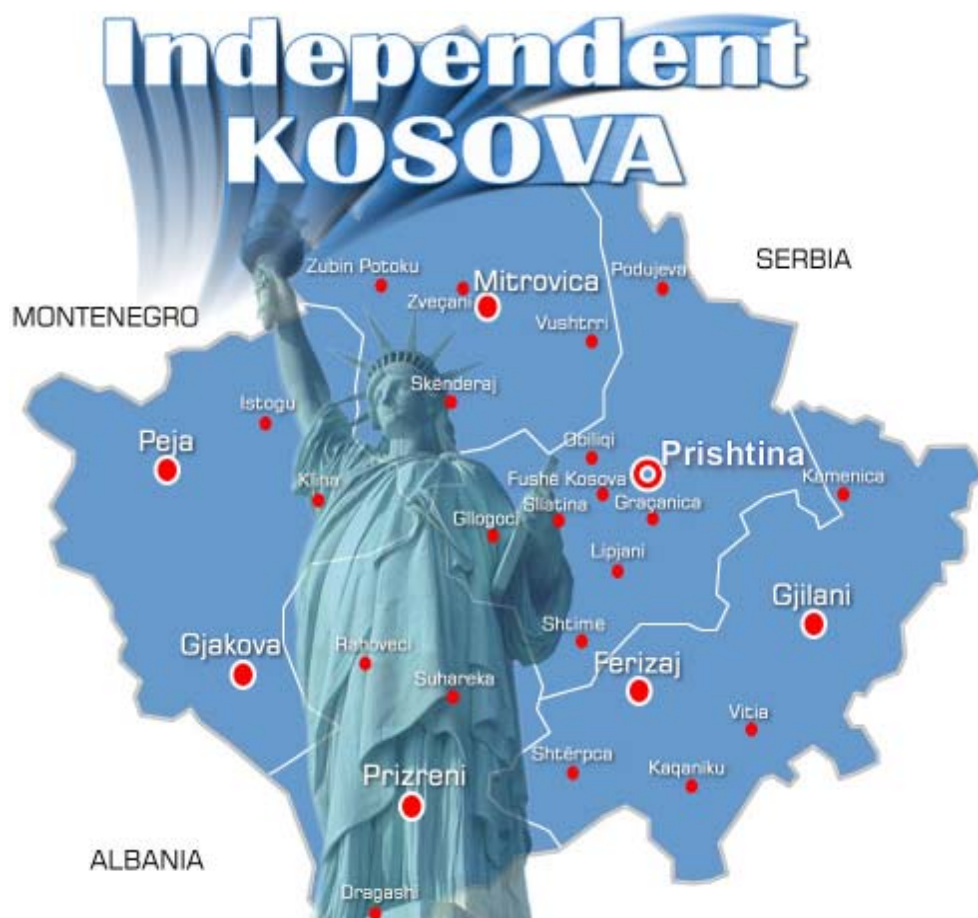 Independent
KOSOVA
SERBIA
MONTENEGRO
ALBANIA
Zubin Potoku
Zveçani
Mitrovica
Podujeva
Vushtrri
Skënderaj
Istogu
Peja
Klina
Obiliqi
Prishtina
Fushë Kosova
Sllatina
Graçanica
Kamenica
Gllogoci
Lipjani
Gjilani
Shtime
Gjakova
Rahoveci
Suhareka
Ferizaj
Vitia
Shtërpca
Kaqaniku
Prizreni
Dragashi